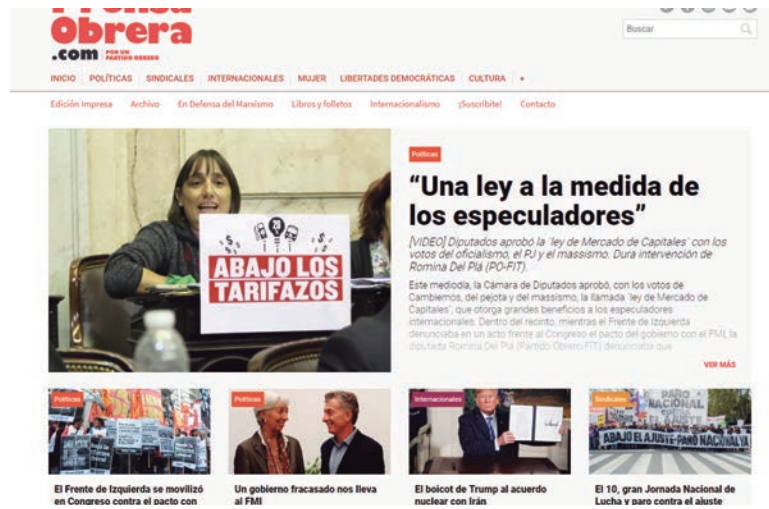 Prensa
Obrera
.com POR UN
PARTIDO OBRERO
Buscar
INICIO POLÍTICAS SINDICALES INTERNACIONALES MUJER LIBERTADES DEMOCRÁTICAS CULTURA +
Edición Impresa Archivo En Defensa del Marxismo Libros y folletos Internacionalismo ¡Suscribite! Contacto
ABAJO LOS
TARIFAZOS
Políticas
“Una ley a la medida de
los especuladores”
[VIDEO] Diputados aprobó la ‘ley de Mercado de Capitales’ con los
votos del oficialismo, el PJ y el massismo. Dura intervención de
Romina Del Plá (PO-FIT).
Este mediodía, la Cámara de Diputados aprobó, con los votos de
Cambiemos, del pejota y del massismo, la llamada ‘ley de Mercado de
Capitales’, que otorga grandes beneficios a los especuladores
internacionales. Dentro del recinto, mientras el Frente de Izquierda
denunciaba en un acto frente al Congreso el pacto del gobierno con el FMI, la
diputada Romina Del Plá (Partido Obrero-FIT) denunciaba que
VER MÁS
Políticas
El Frente de Izquierda se movilizó
en Congreso contra el pacto con
Políticas
Un gobierno fracasado nos lleva
al FMI
Internacionales
El boicot de Trump al acuerdo
nuclear con Irán
Sindicales
PARO
NACIONAL
AJUSTE
ABAJO EL AJUSTE-PARO NACIONAL YA
El 10, gran Jornada Nacional de
Lucha y paro contra el ajuste